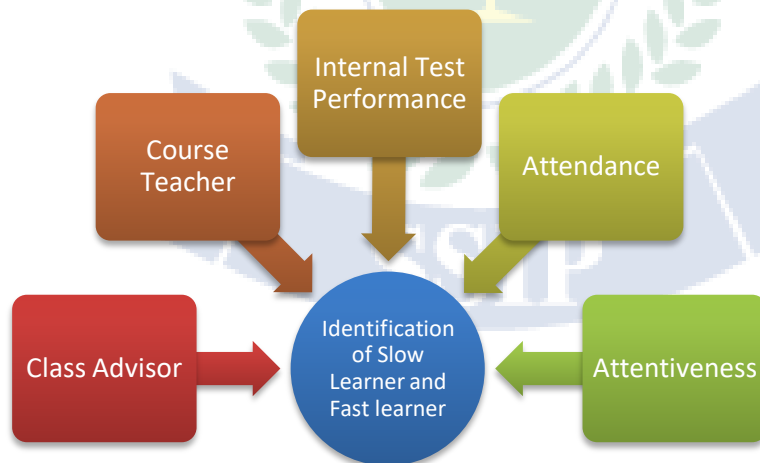 Internal Test
Performance
Course
Teacher
Attendance
Class Advisor
Identification
of Slow
Learner and
Fast learner
Attentiveness